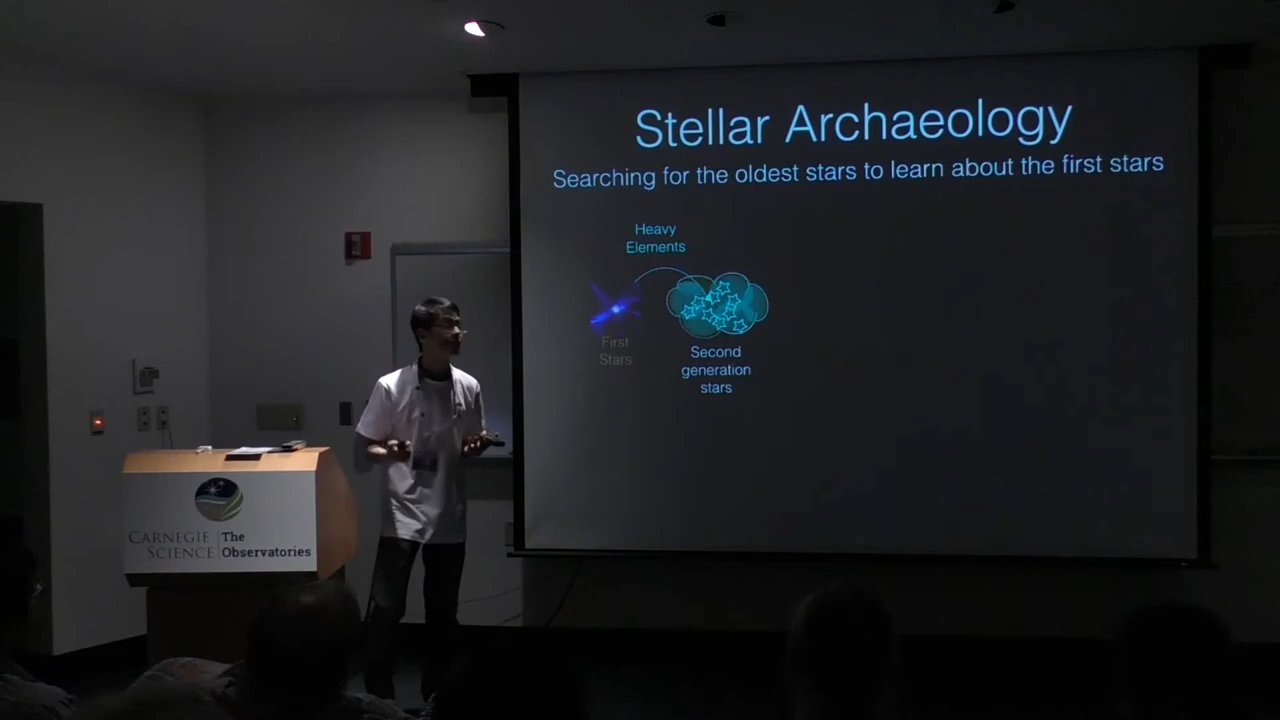 Stellar Archaeology
Searching for the oldest stars to learn about the first stars
Heavy
Elements
First
Stars
Second
generation
stars
CARNEGIE
SCIENCE
The
Observatories